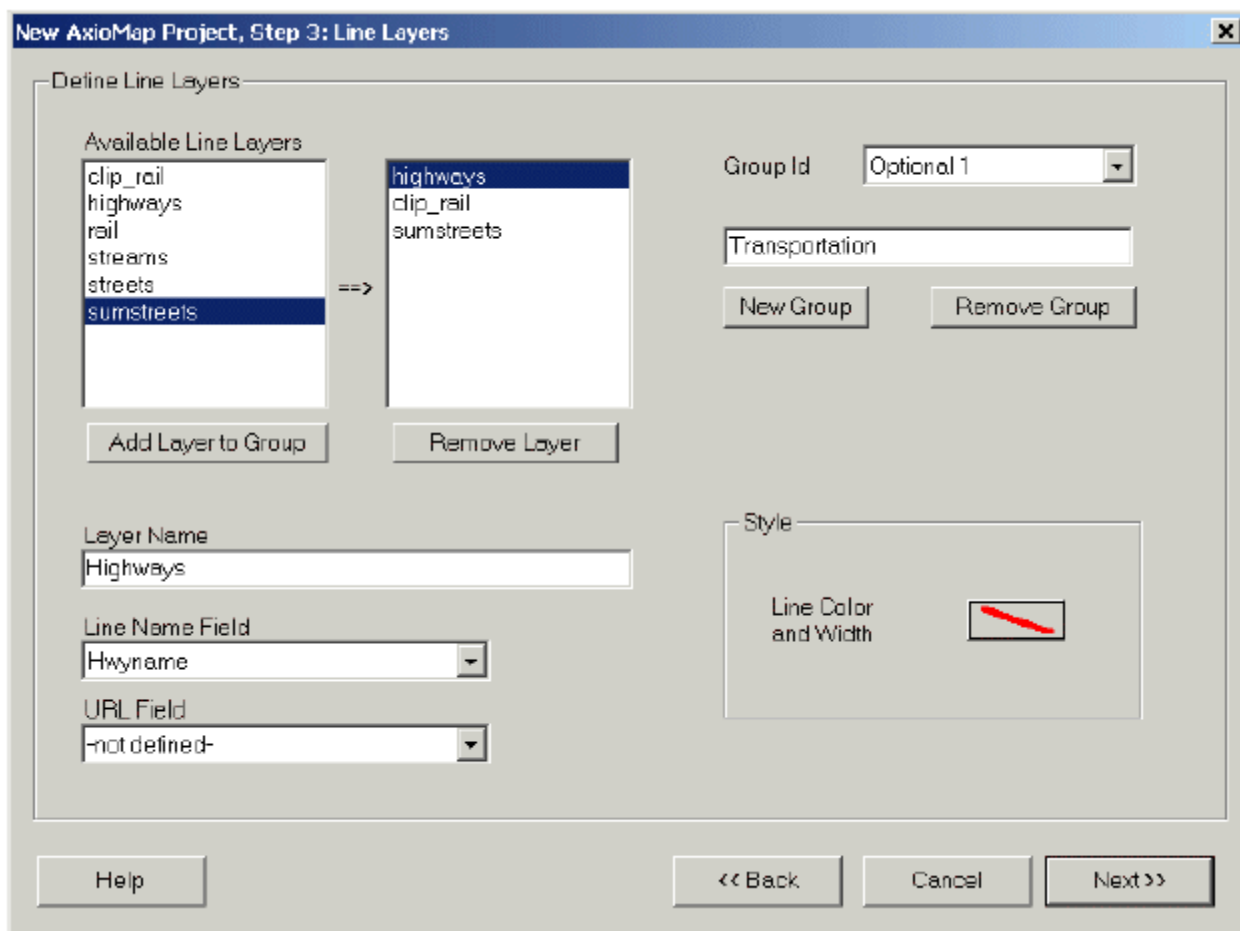 New AxioMap Project, Step 3: Line Layers
Define Line Layers
Available Line Layers
clip_rail
highways
rail
streams
streets
sumstreets
==>
highways
clip_rail
sumstreets
Add Layer to Group
Remove Layer
Group Id
Optional 1
Transportation
New Group
Remove Group
Layer Name
Highways
Line Name Field
Hwyname
URL Field
-not defined-
Style
Line Color
and Width
Help
<< Back
Cancel
Next >>